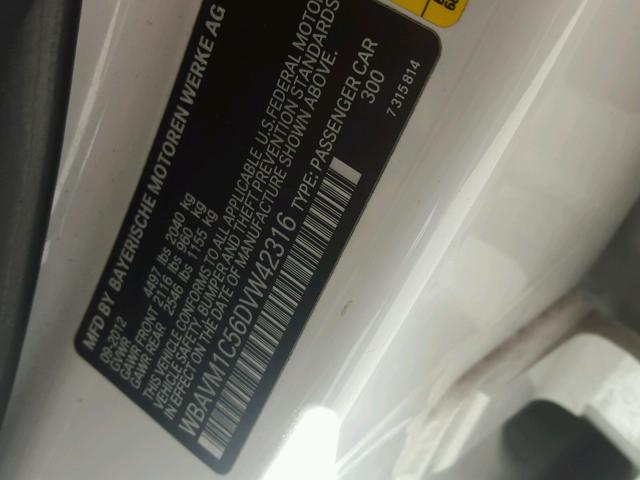 MFD BY BAYERISCHE MOTOREN WERKE AG
09-2012
GVWR 4497 lbs 2040 kg
GAWR FRONT 2116 lbs 960 kg
GAWR REAR 2546 lbs 1155 kg
THIS VEHICLE CONFORMS TO ALL APPLICABLE U.S. FEDERAL MOTOR
VEHICLE SAFETY, BUMPER AND THEFT PREVENTION STANDARDS
IN EFFECT ON THE DATE OF MANUFACTURE SHOWN ABOVE.
WBAVM1C56DVW42316 TYPE: PASSENGER CAR
300
7 315 814